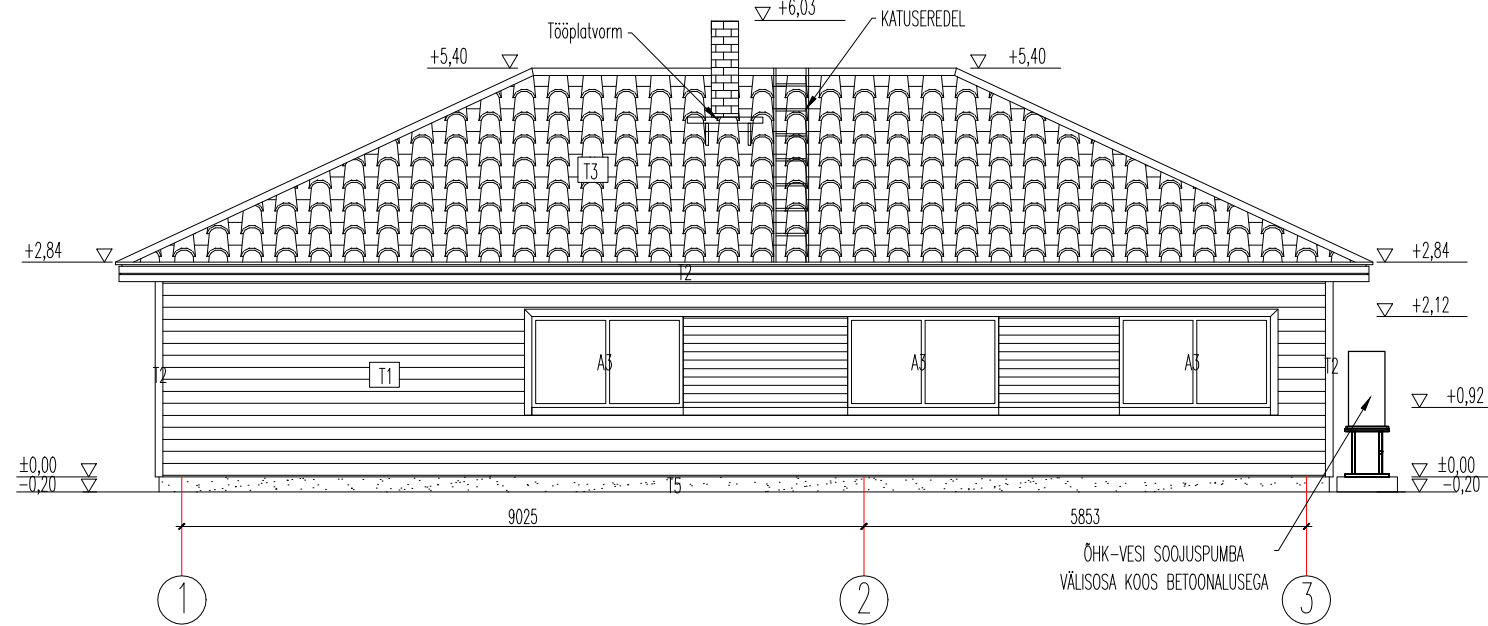 +6,03
KATUSEREDEL
Tööplatvorm
+5,40
+5,40
T3
+2,84
+2,84
T2
+2,12
A3
A3
A3
T2
T1
T2
+0,92
±0,00
±0,00
-0,20
-0,20
T5
9025
5853
ÕHK-VESI SOOJUSPUMBA
VÄLISOSA KOOS BETOONALUSEGA
1
2
3